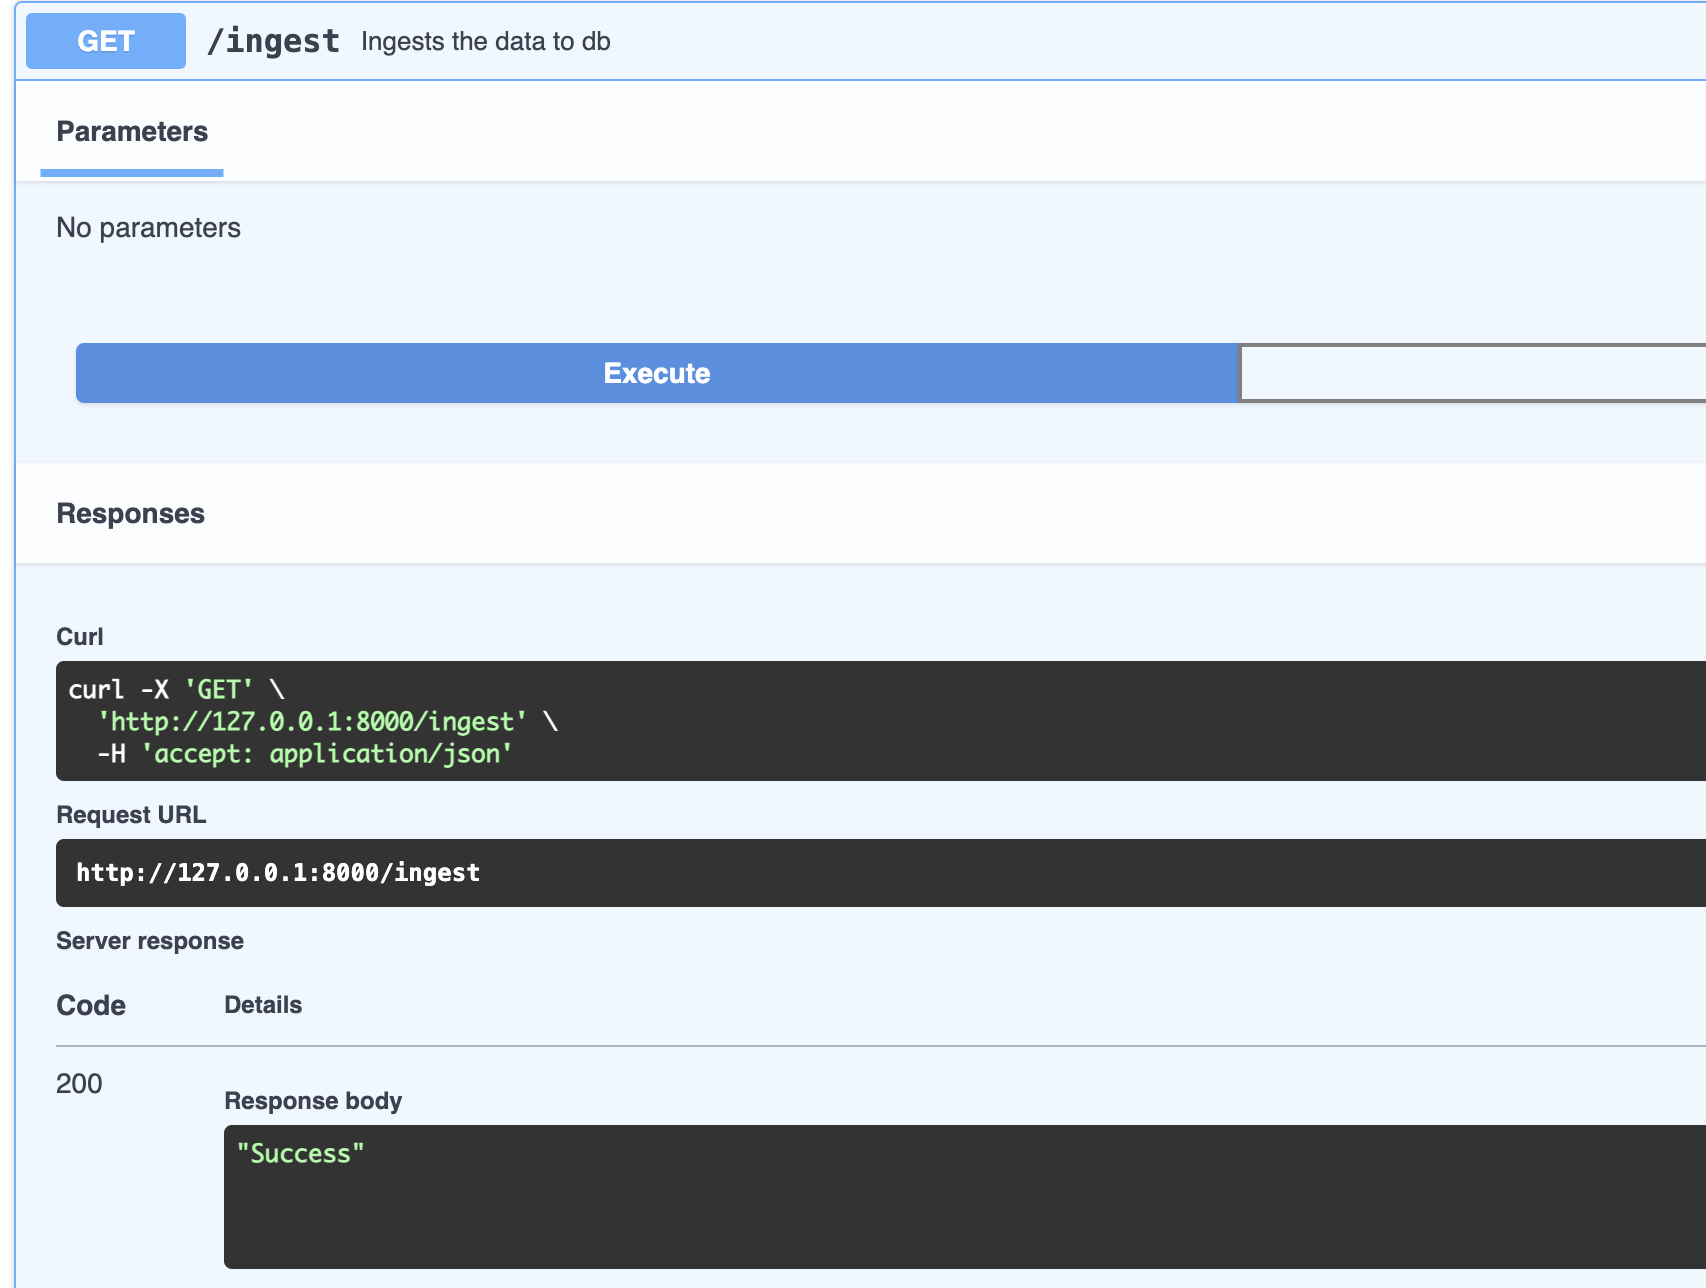 GET /ingest Ingests the data to db
Parameters
No parameters
Execute
Responses
Curl
curl -X 'GET' \
  'http://127.0.0.1:8000/ingest' \
  -H 'accept: application/json'
Request URL
http://127.0.0.1:8000/ingest
Server response
Code Details
200
Response body
"Success"